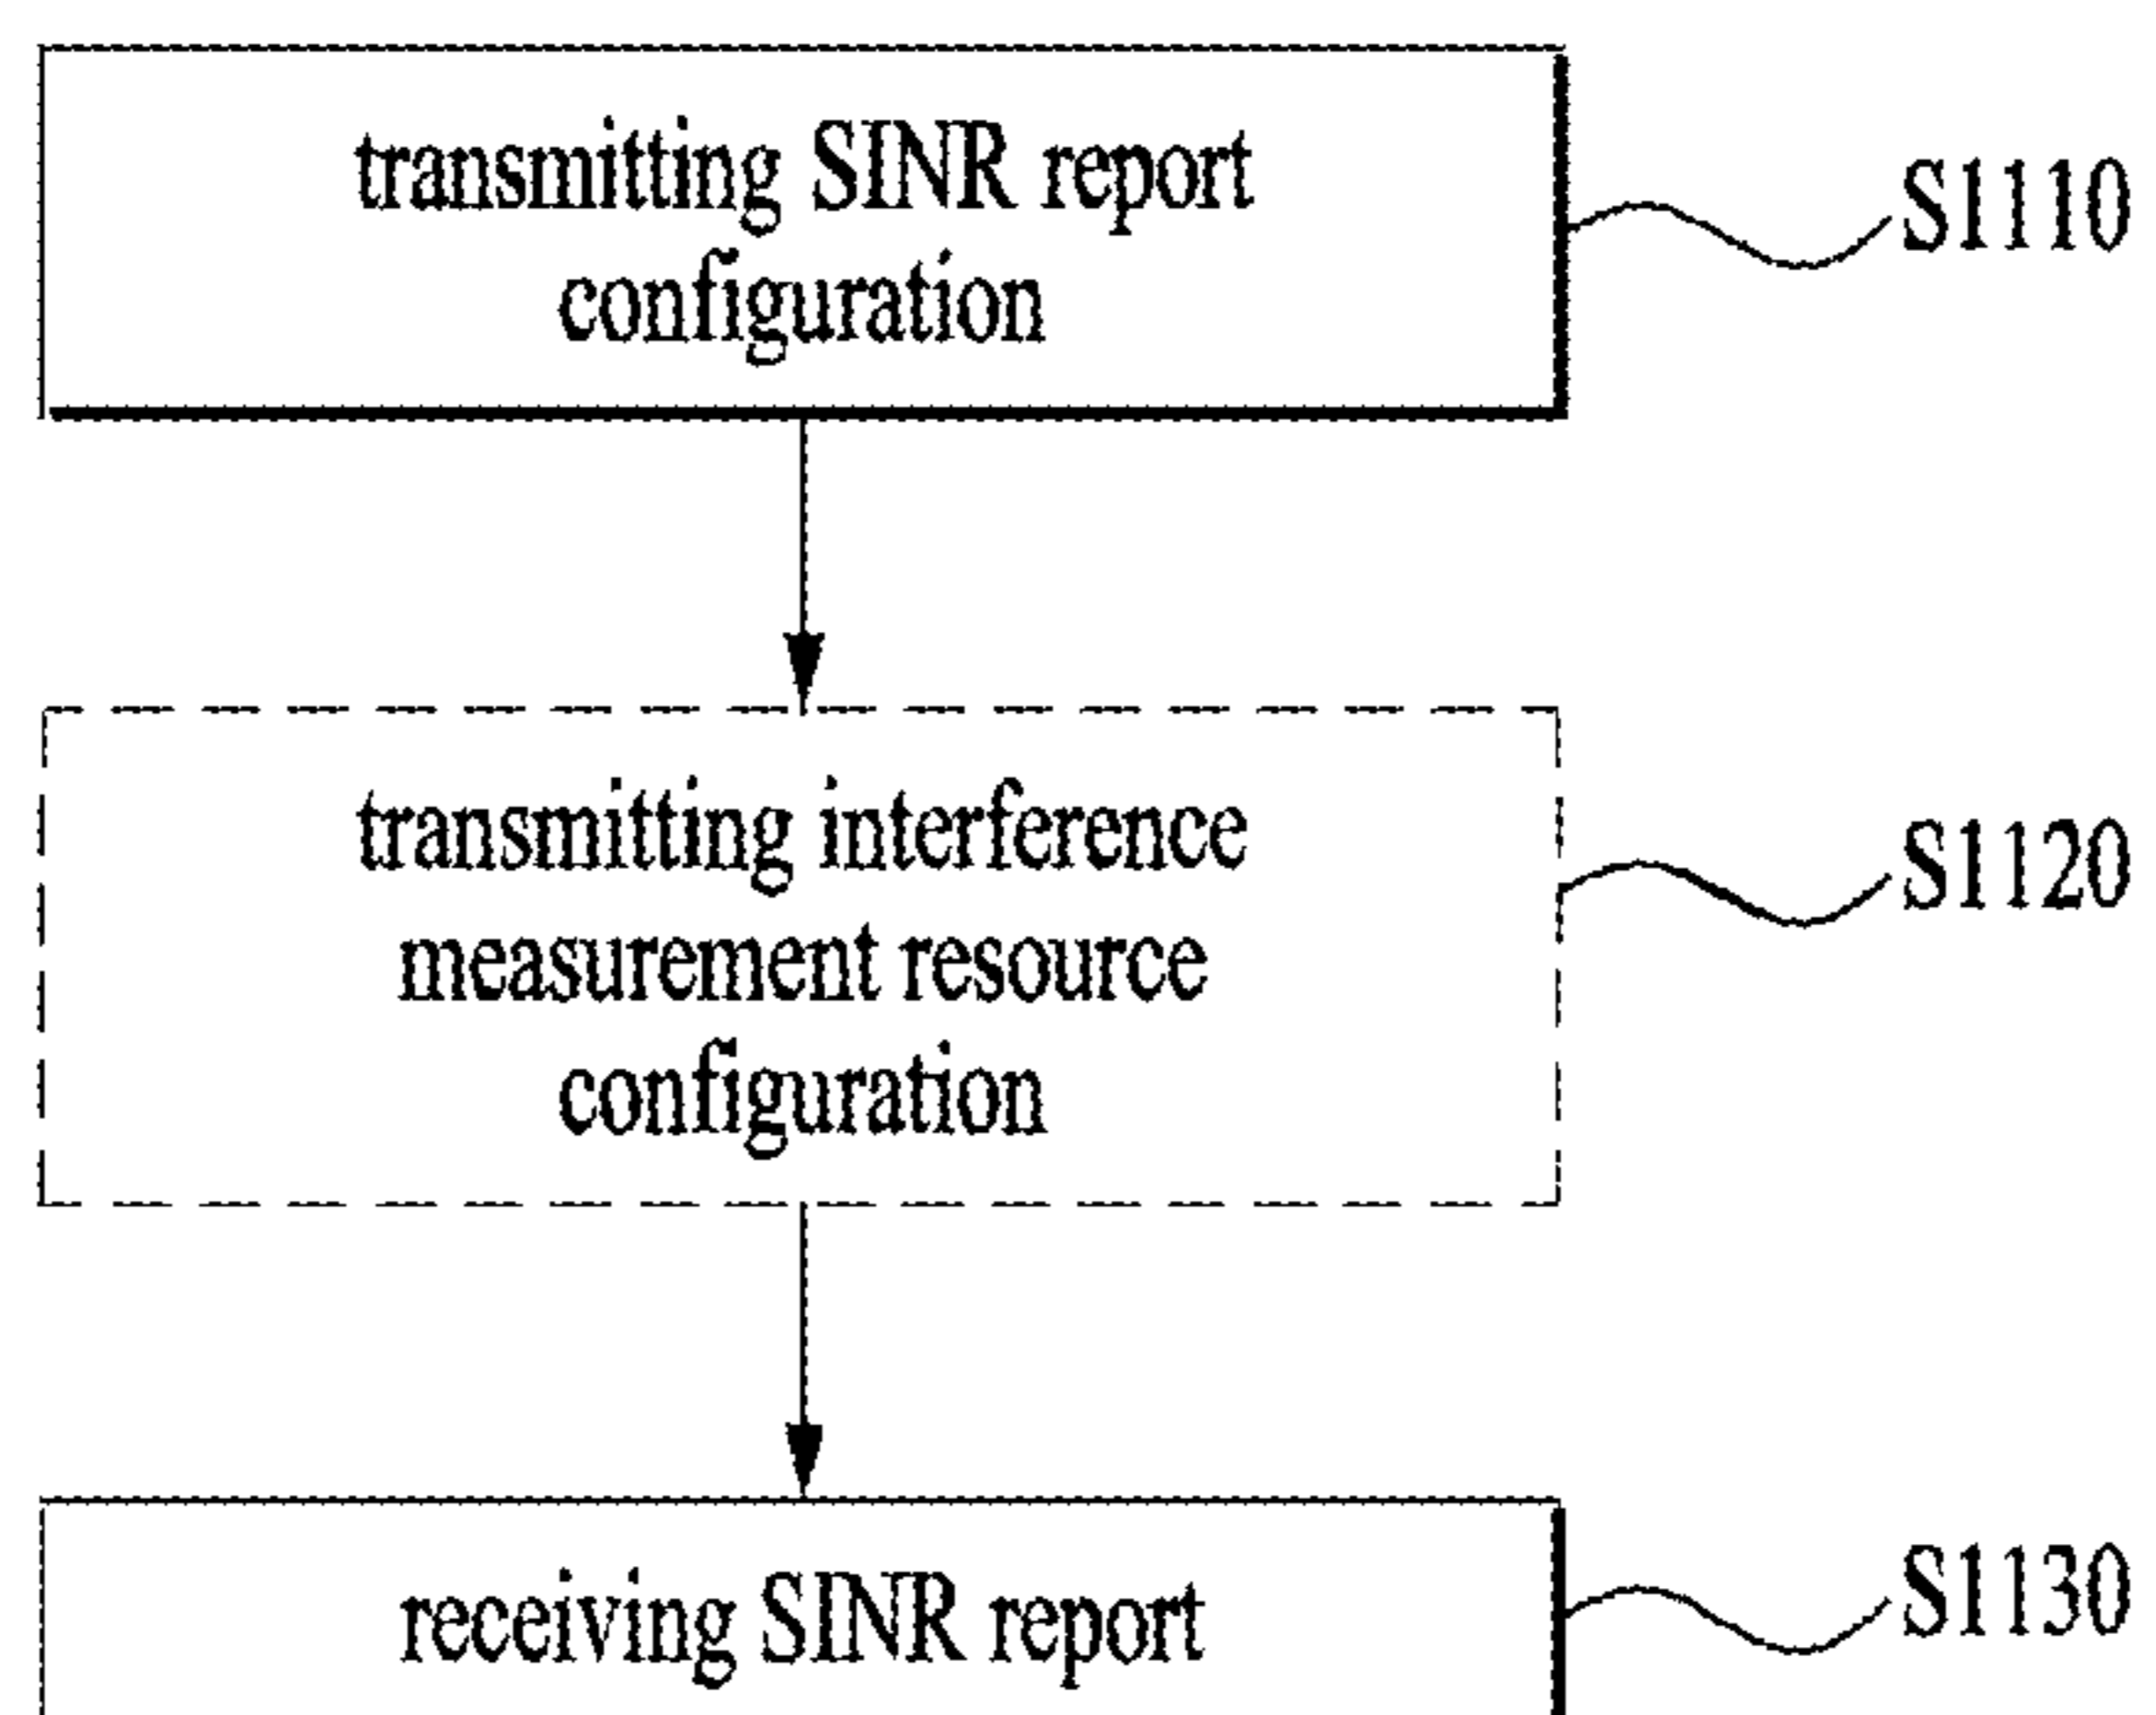 transmitting SINR report
configuration
S1110
transmitting interference
measurement resource
configuration
S1120
receiving SINR report
S1130